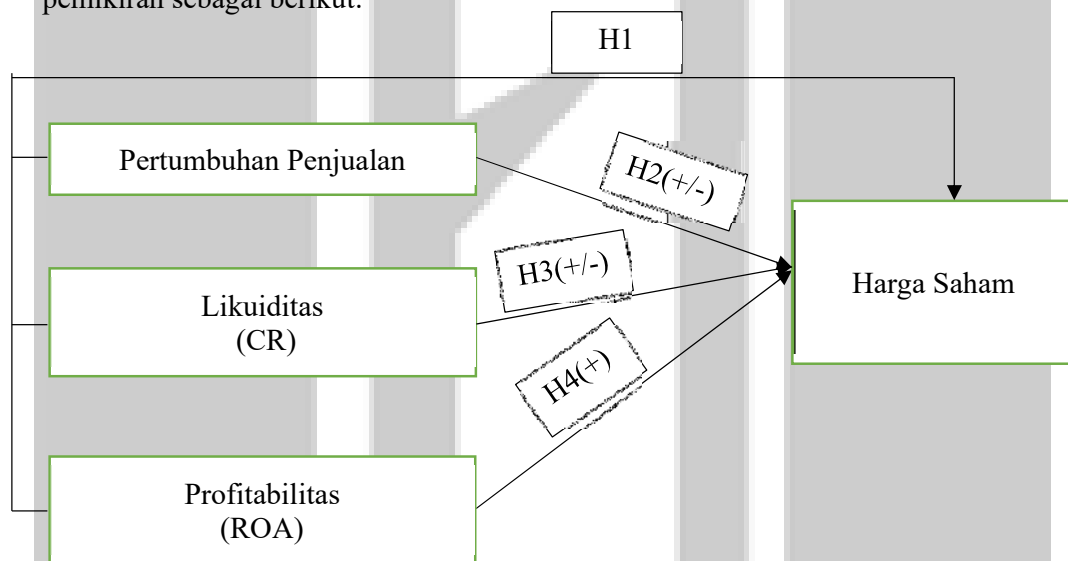 pemikiran sebagai berikut:
H1
Pertumbuhan Penjualan
H2(+/-)
H3(+/-)
Likuiditas
(CR)
Harga Saham
H4(+)
Profitabilitas
(ROA)